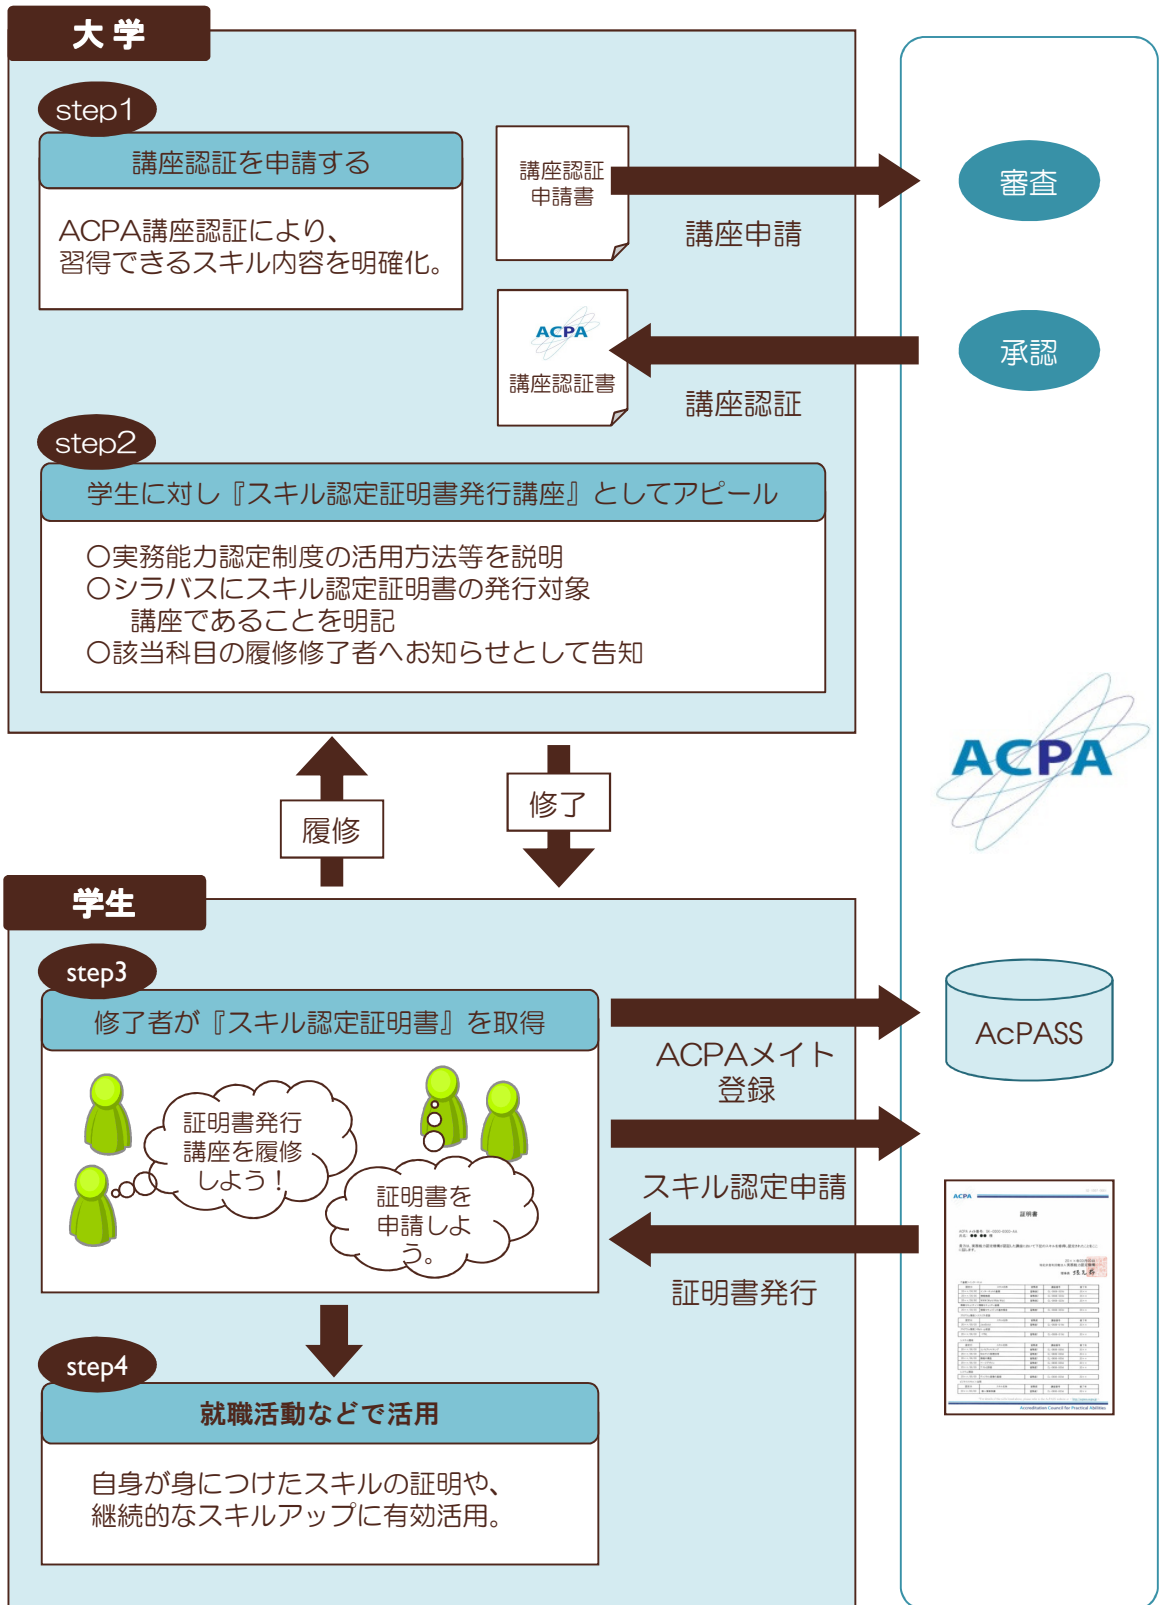 大学
step1
講座認証を申請する
ACPA講座認証により、
習得できるスキル内容を明確化。
講座認証
申請書
講座申請
審査
ACPA
講座認証書
講座認証
承認
step2
学生に対し『スキル認定証明書発行講座』としてアピール
○実務能力認定制度の活用方法等を説明
○シラバスにスキル認定証明書の発行対象
講座であることを明記
○該当科目の履修修了者へお知らせとして告知
ACPA
履修
修了
学生
step3
修了者が『スキル認定証明書』を取得
証明書発行
講座を履修
しよう！
証明書を
申請しよ
う。
ACPAメイト
登録
AcPASS
スキル認定申請
証明書発行
ACPA
証明書
Accreditation Council for Practical Abilities
step4
就職活動などで活用
自身が身につけたスキルの証明や、
継続的なスキルアップに有効活用。